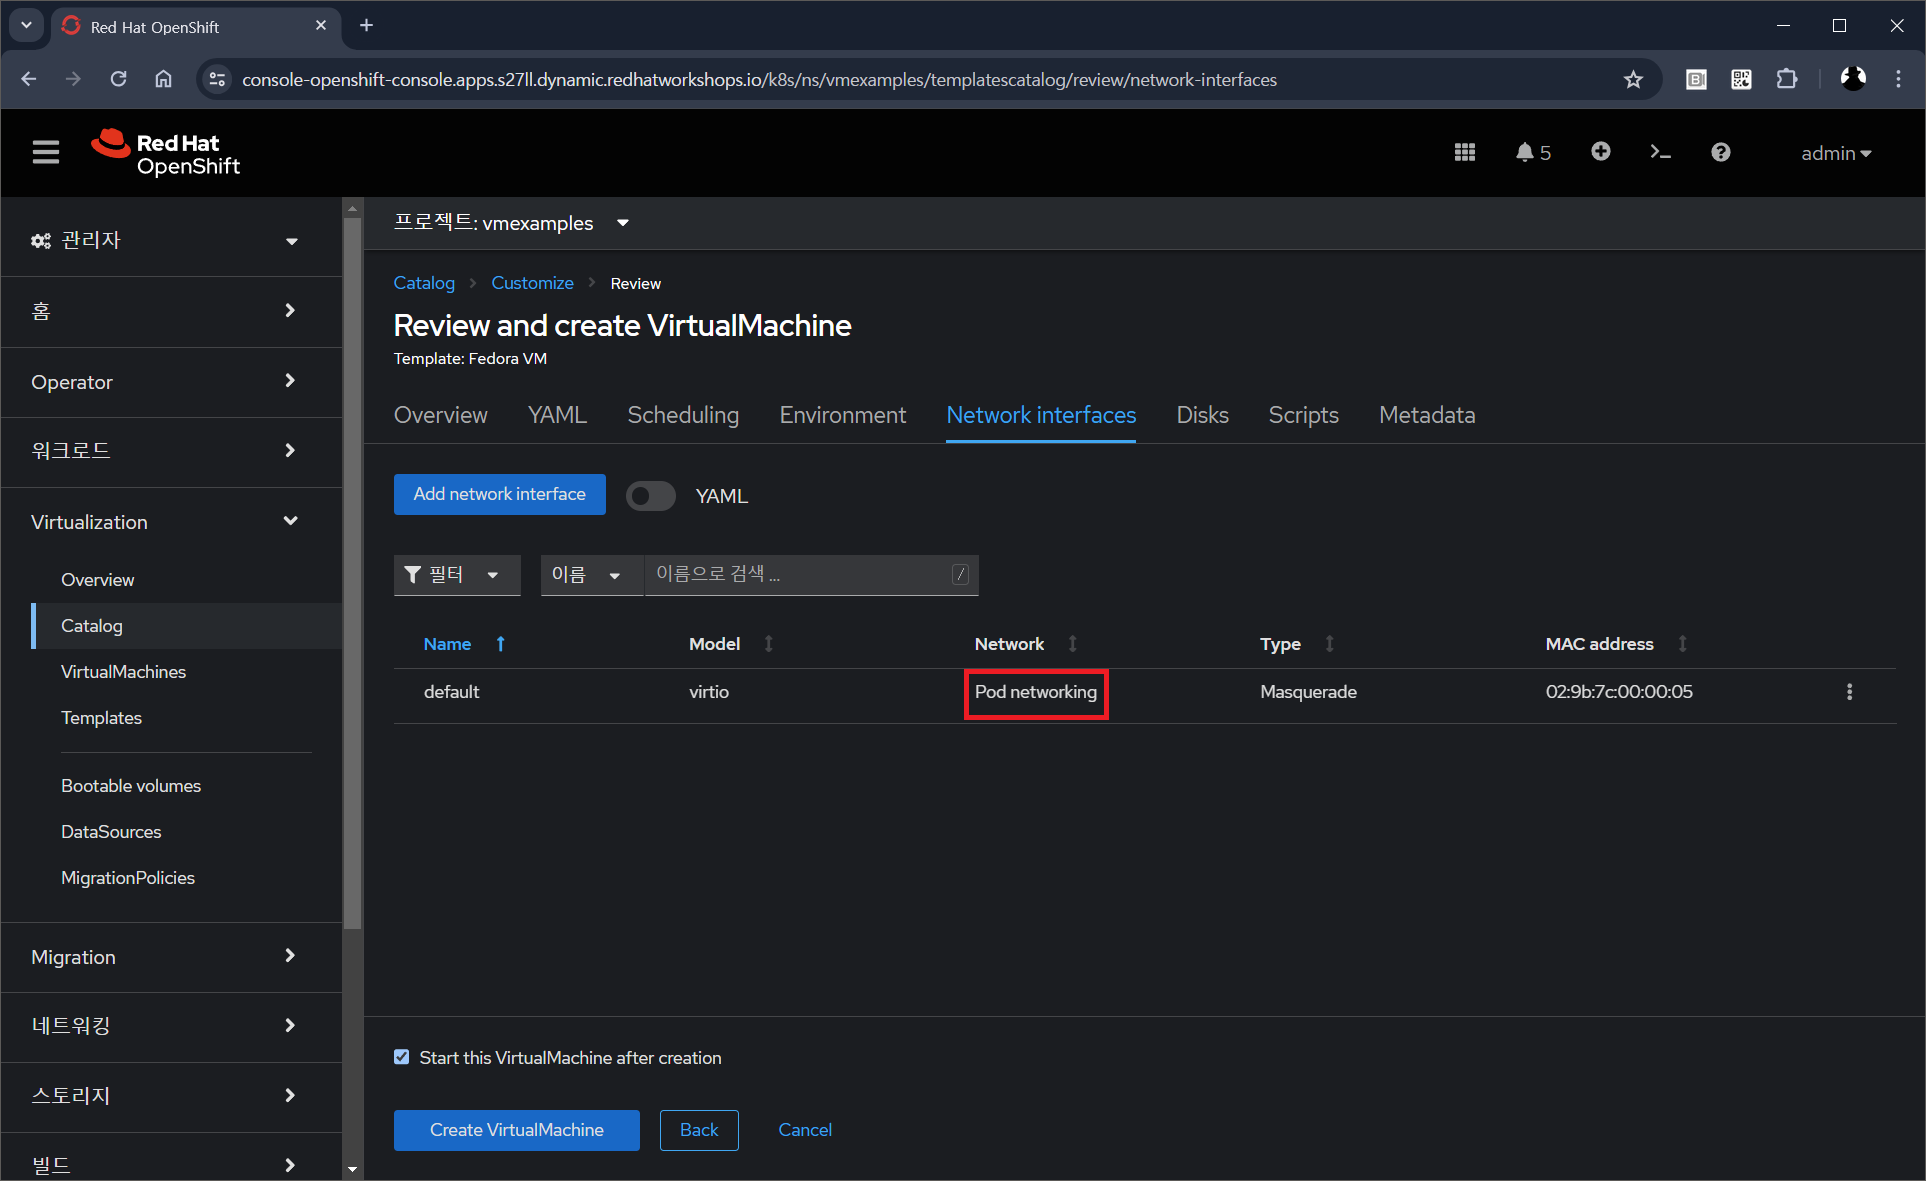 Red Hat OpenShift
console-openshift-console.apps.s27ll.dynamic.redhatworkshops.io/k8s/ns/vmexamples/templatescatalog/review/network-interfaces
Red Hat
OpenShift
5
admin
관리자
홈
Operator
워크로드
Virtualization
Overview
Catalog
VirtualMachines
Templates
Bootable volumes
DataSources
MigrationPolicies
Migration
네트워킹
스토리지
빌드
프로젝트: vmexamples
Catalog > Customize > Review
Review and create VirtualMachine
Template: Fedora VM
Overview YAML Scheduling Environment Network interfaces Disks Scripts Metadata
Add network interface YAML
필터 이름 이름으로 검색 ... /
Name Model Network Type MAC address
default virtio Pod networking Masquerade 02:9b:7c:00:00:05
Start this VirtualMachine after creation
Create VirtualMachine Back Cancel